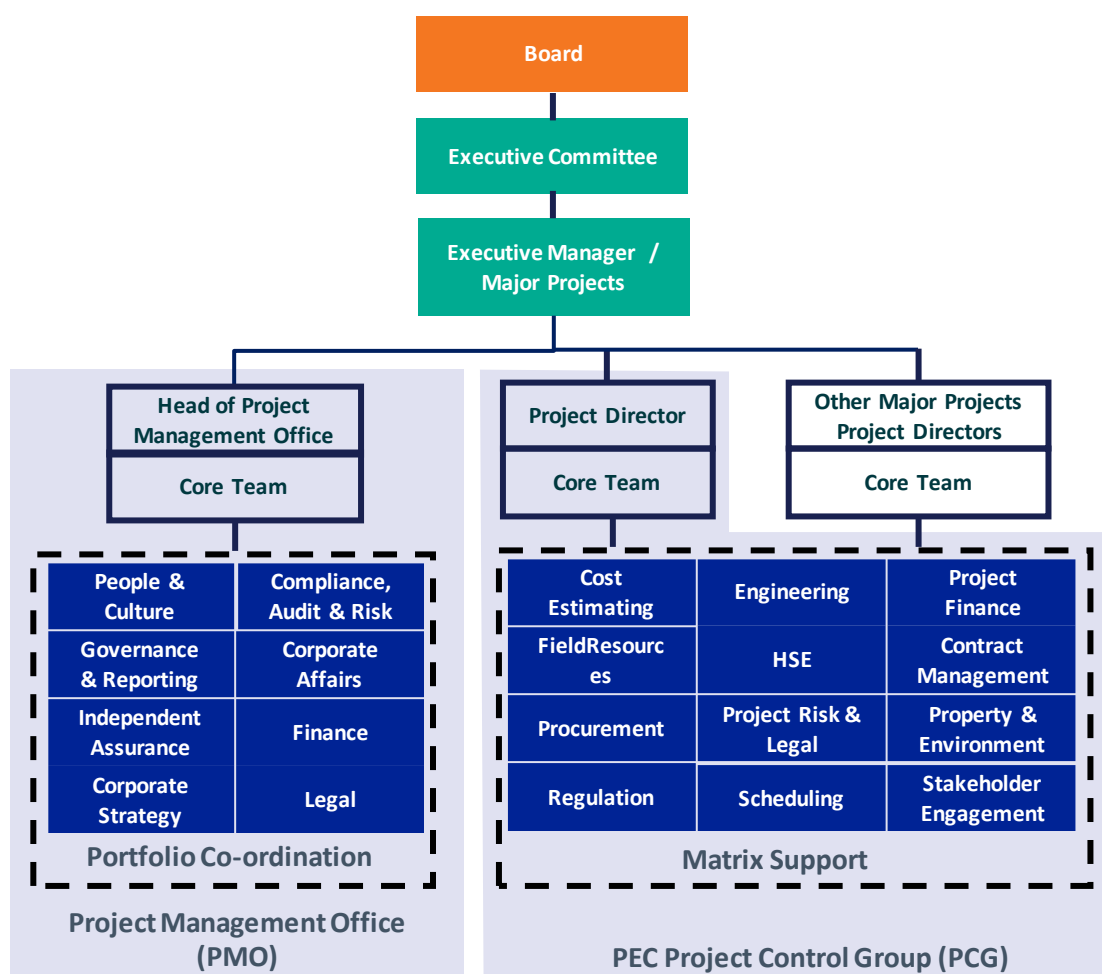 Board
Executive Committee
Executive Manager /
Major Projects
Head of Project
Management Office
Core Team
Project Director
Core Team
Other Major Projects
Project Directors
Core Team
People &
Culture
Compliance,
Audit & Risk
Governance
& Reporting
Corporate
Affairs
Independent
Assurance
Finance
Corporate
Strategy
Legal
Portfolio Co-ordination
Project Management Office
(PMO)
Cost
Estimating
Engineering
Project
Finance
FieldResourc
es
HSE
Contract
Management
Procurement
Project Risk &
Legal
Property &
Environment
Regulation
Scheduling
Stakeholder
Engagement
Matrix Support
PEC Project Control Group (PCG)